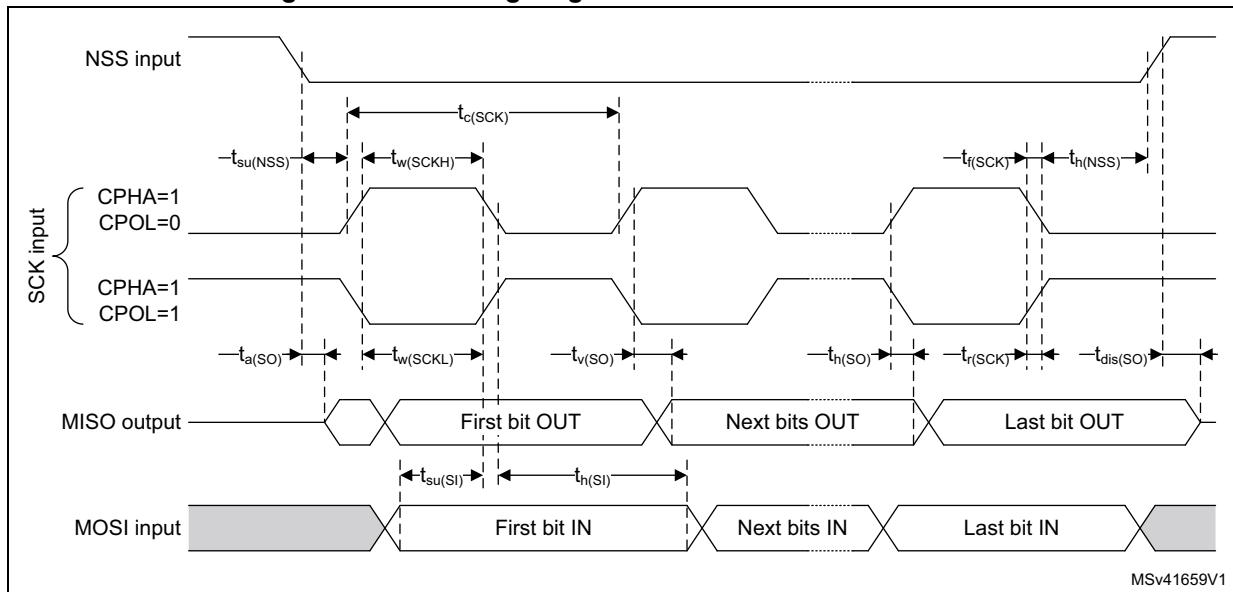 NSS input
tc(SCK)
tsu(NSS) tw(SCKH) tf(SCK) th(NSS)
SCK input
CPHA=1
CPOL=0
CPHA=1
CPOL=1
ta(SO) tw(SCKL) tv(SO) th(SO) tr(SCK) tdis(SO)
MISO output First bit OUT Next bits OUT Last bit OUT
tsu(SI) th(SI)
MOSI input First bit IN Next bits IN Last bit IN
MSv41659V1